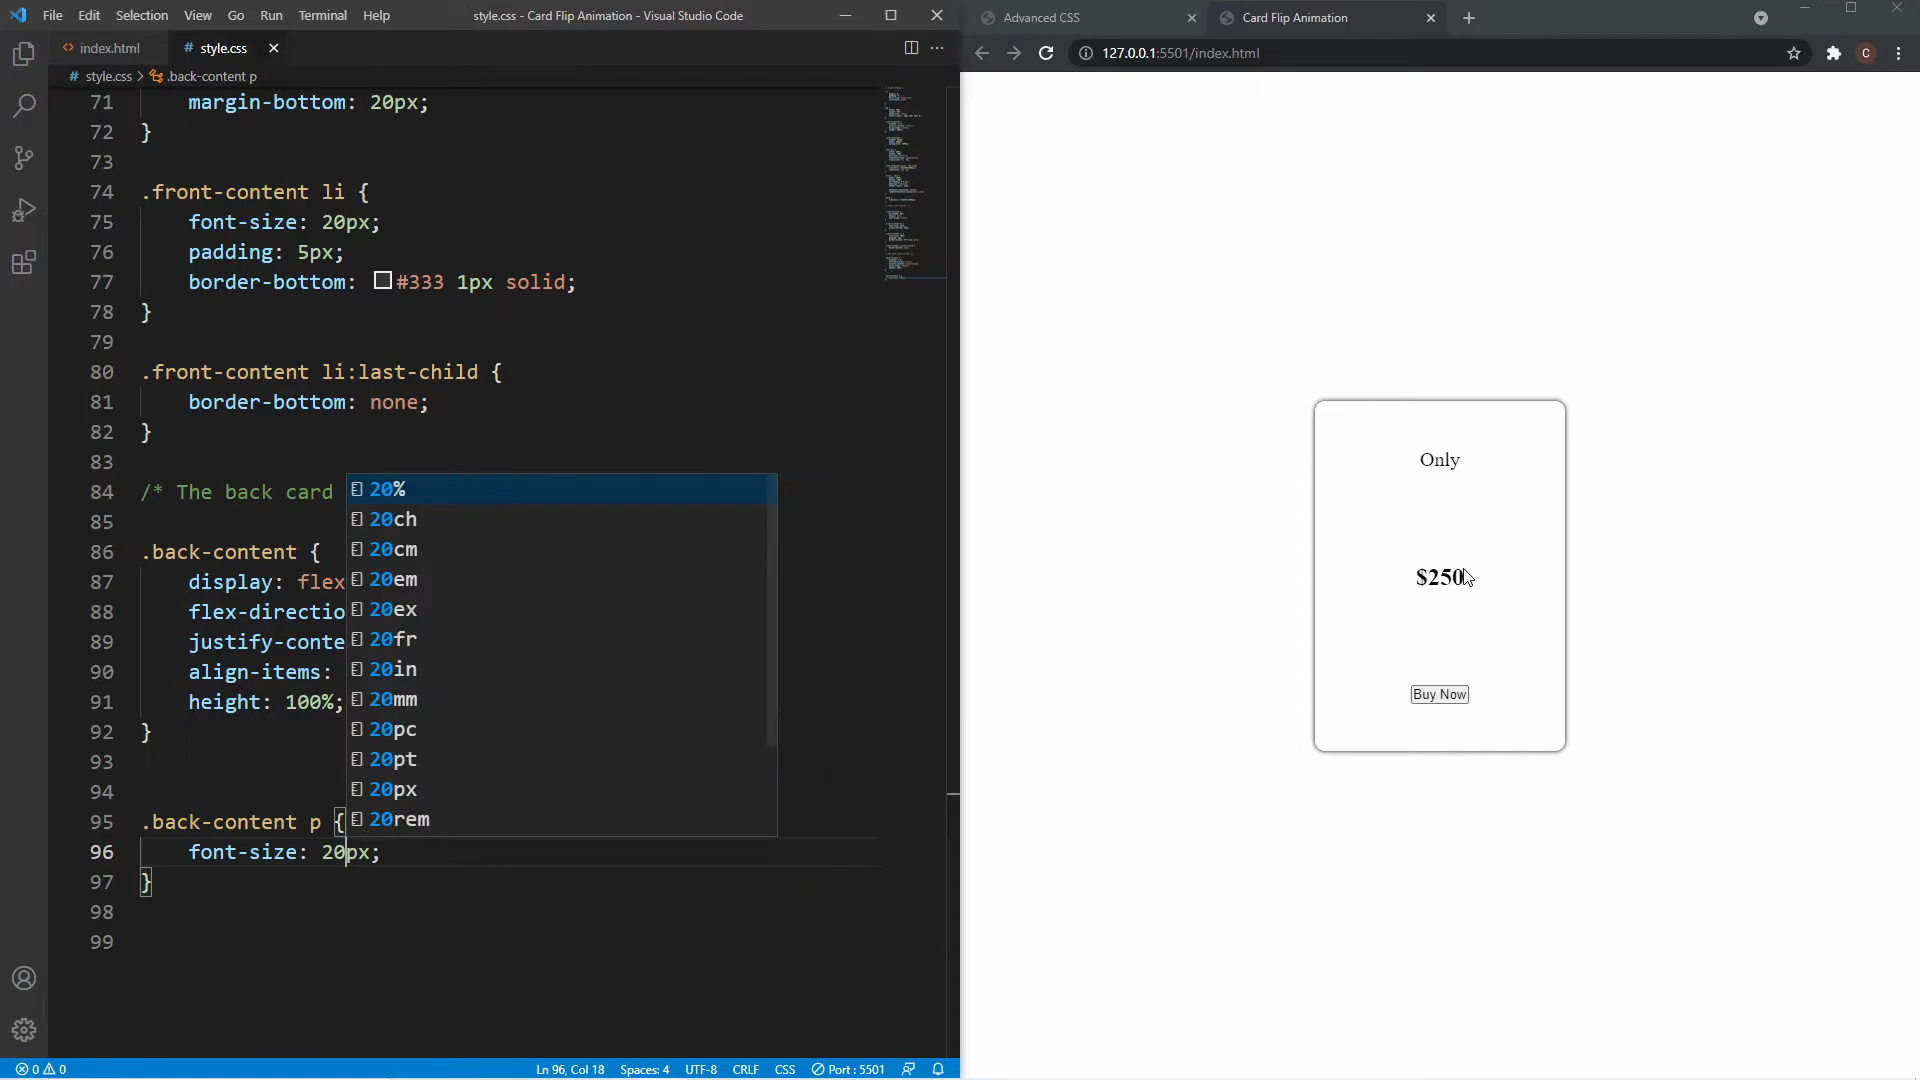 File Edit Selection View Go Run Terminal Help
style.css - Card Flip Animation - Visual Studio Code
index.html
# style.css
# style.css > .back-content p
71 margin-bottom: 20px;
72 }
73
74 .front-content li {
75 font-size: 20px;
76 padding: 5px;
77 border-bottom: #333 1px solid;
78 }
79
80 .front-content li:last-child {
81 border-bottom: none;
82 }
83
84 /* The back card
85
86 .back-content {
87 display: flex
88 flex-directio
89 justify-conte
90 align-items:
91 height: 100%;
92 }
93
94
95 .back-content p {
96 font-size: 20px;
97 }
98
99
20%
20ch
20cm
20em
20ex
20fr
20in
20mm
20pc
20pt
20px
20rem
0 0
Ln 96, Col 18 Spaces: 4 UTF-8 CRLF CSS Port : 5501
Advanced CSS
Card Flip Animation
127.0.0.1:5501/index.html
C
Only
$250
Buy Now